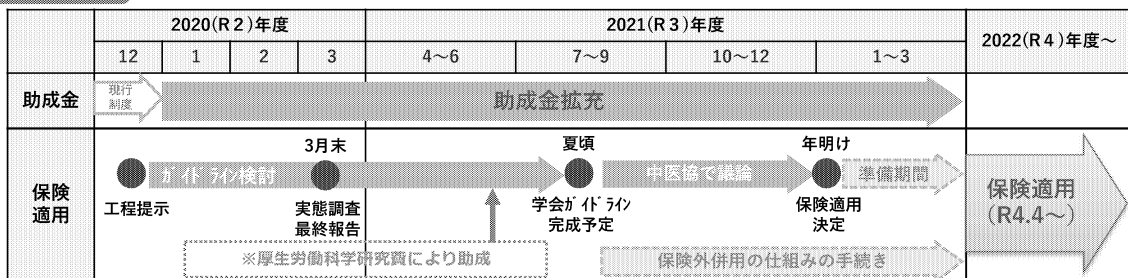 2020(R２)年度
2021(R３)年度
2022(R４)年度～
12
1
2
3
4～6
7～9
10～12
1～3
助成金
現行
制度
助成金拡充
保険
適用
3月末
夏頃
年明け
ｶﾞｲﾄﾞﾗｲﾝ検討
中医協で議論
準備期間
工程提示
実態調査
最終報告
学会ｶﾞｲﾄﾞﾗｲﾝ
完成予定
保険適用
決定
保険適用
(R4.4～)
※厚生労働科学研究費により助成
保険外併用の仕組みの手続き